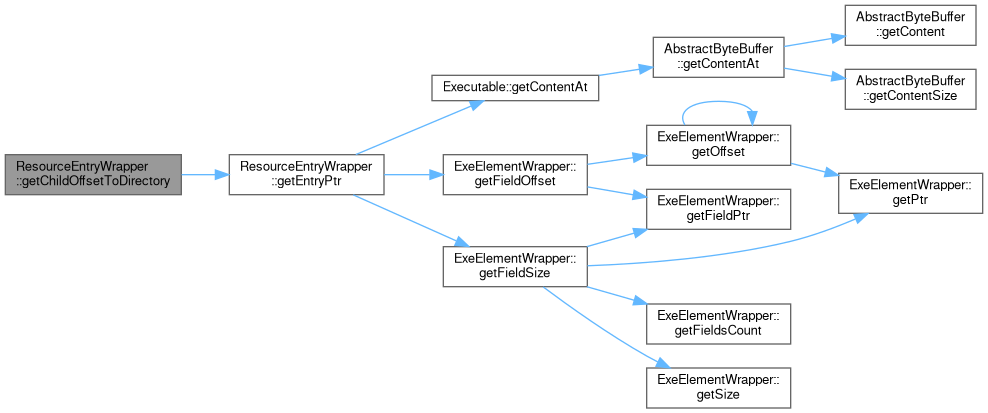 ResourceEntryWrapper
::getChildOffsetToDirectory
ResourceEntryWrapper
::getEntryPtr
Executable::getContentAt
ExeElementWrapper::
getFieldOffset
ExeElementWrapper::
getFieldSize
AbstractByteBuffer
::getContentAt
ExeElementWrapper::
getOffset
ExeElementWrapper::
getFieldPtr
ExeElementWrapper::
getFieldsCount
ExeElementWrapper::
getSize
AbstractByteBuffer
::getContent
AbstractByteBuffer
::getContentSize
ExeElementWrapper::
getPtr